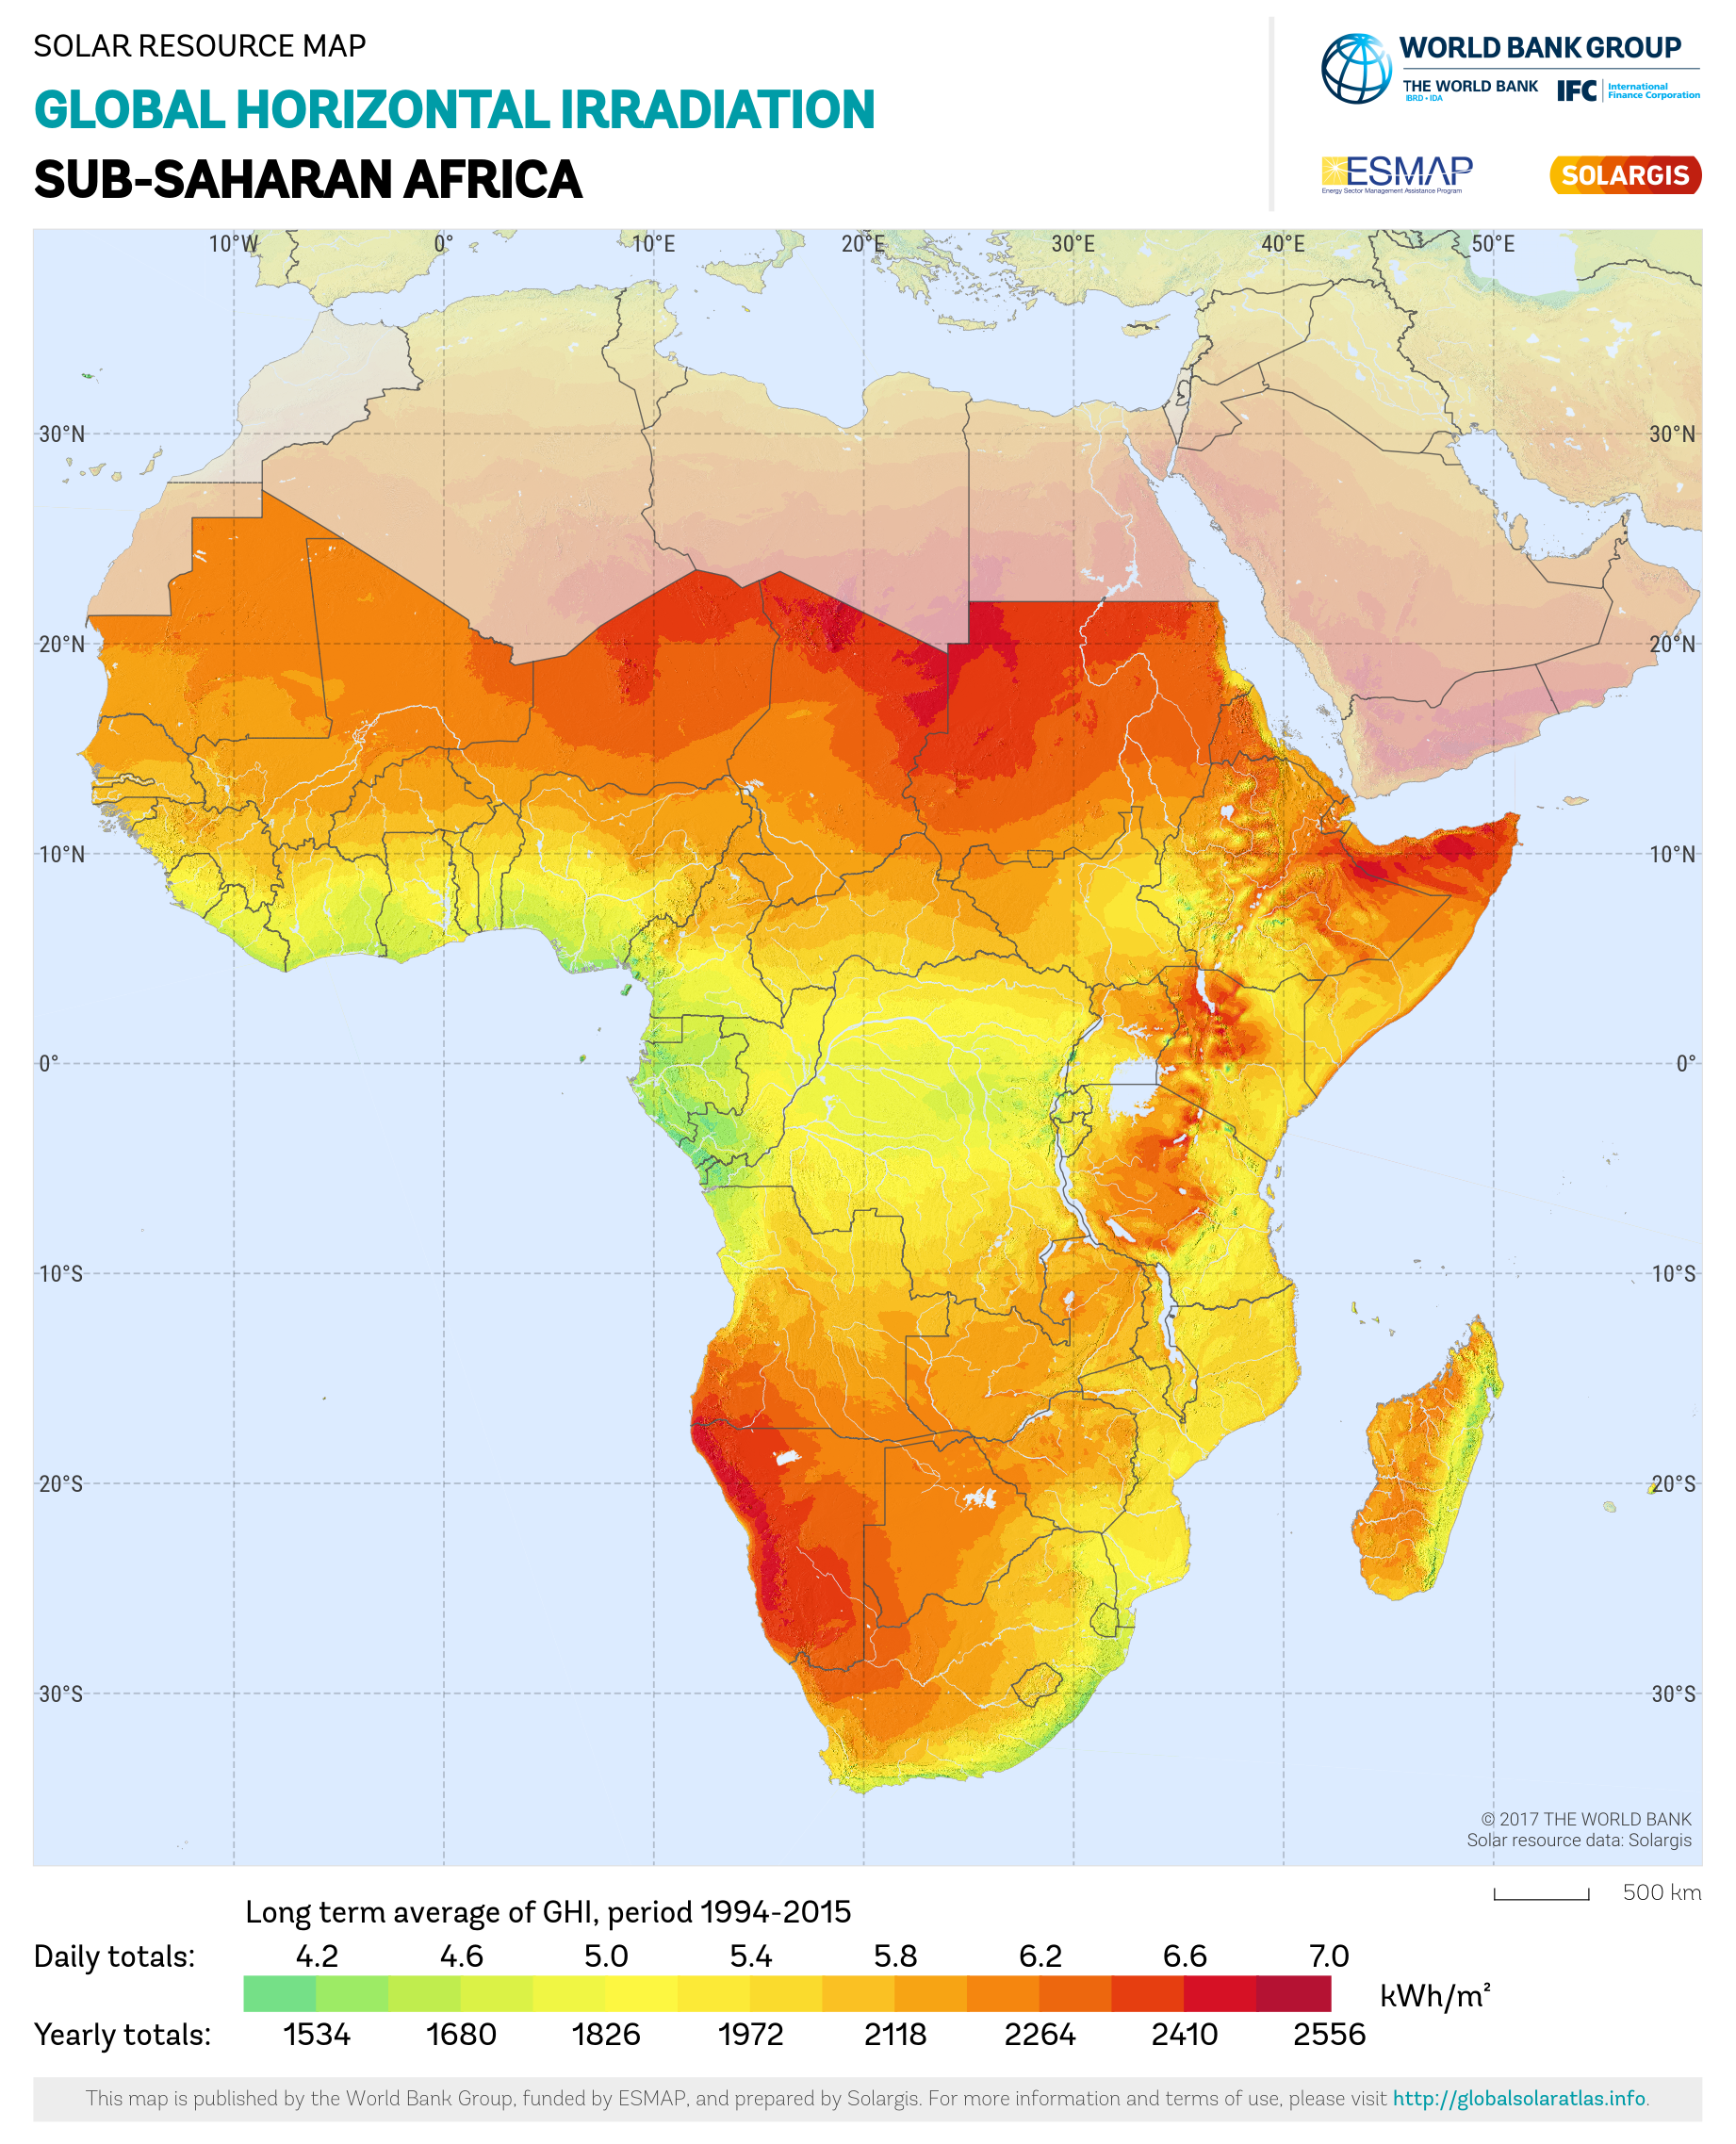 SOLAR RESOURCE MAP
GLOBAL HORIZONTAL IRRADIATION
SUB-SAHARAN AFRICA
WORLD BANK GROUP
THE WORLD BANK
IBRD • IDA
IFC
International
Finance Corporation
ESMAP
Energy Sector Management Assistance Program
SOLARGIS
10°W 0° 10°E 20°E 30°E 40°E 50°E
30°N 30°N
20°N 20°N
10°N 10°N
0° 0°
10°S 10°S
20°S 20°S
30°S 30°S
© 2017 THE WORLD BANK
Solar resource data: Solargis
500 km
Long term average of GHI, period 1994-2015
Daily totals: 4.2 4.6 5.0 5.4 5.8 6.2 6.6 7.0
kWh/m²
Yearly totals: 1534 1680 1826 1972 2118 2264 2410 2556
This map is published by the World Bank Group, funded by ESMAP, and prepared by Solargis. For more information and terms of use, please visit http://globalsolaratlas.info.